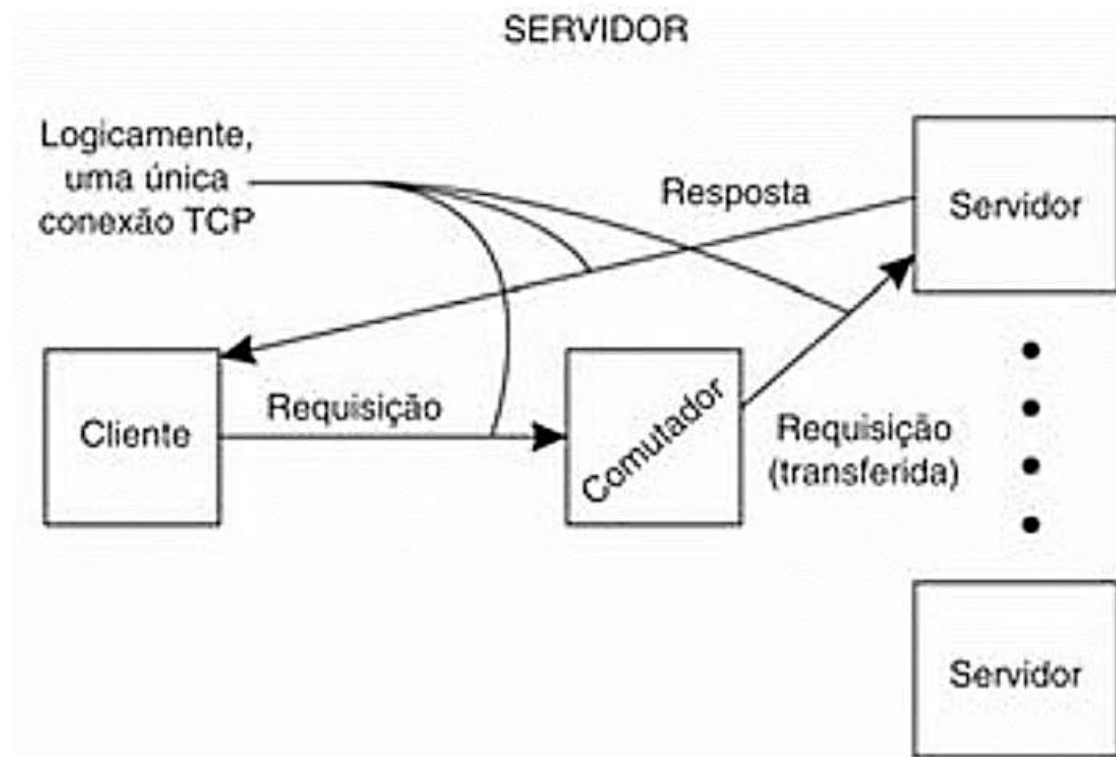 SERVIDOR
Logicamente,
uma única
conexão TCP
Resposta
Servidor
Cliente
Requisição
Comutador
Requisição
(transferida)
Servidor